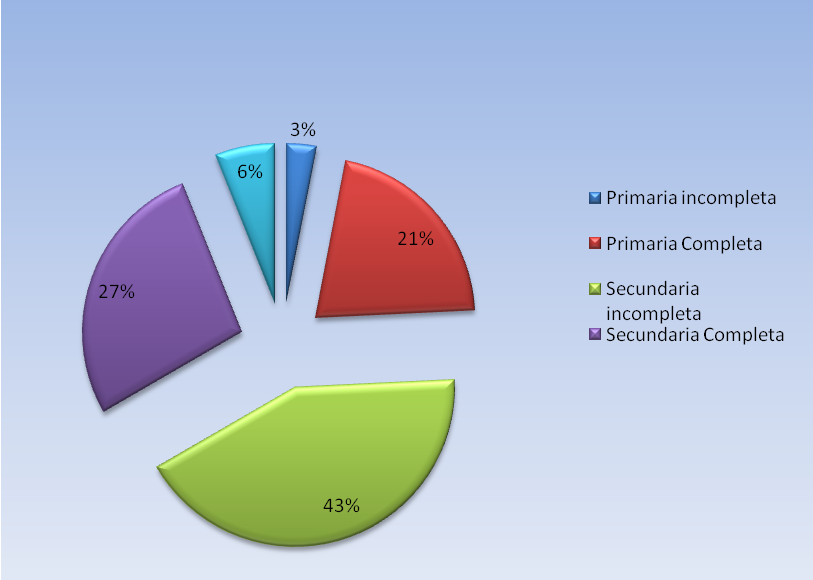 3%
6%
21%
27%
43%
Primaria incompleta
Primaria Completa
Secundaria
incompleta
Secundaria Completa